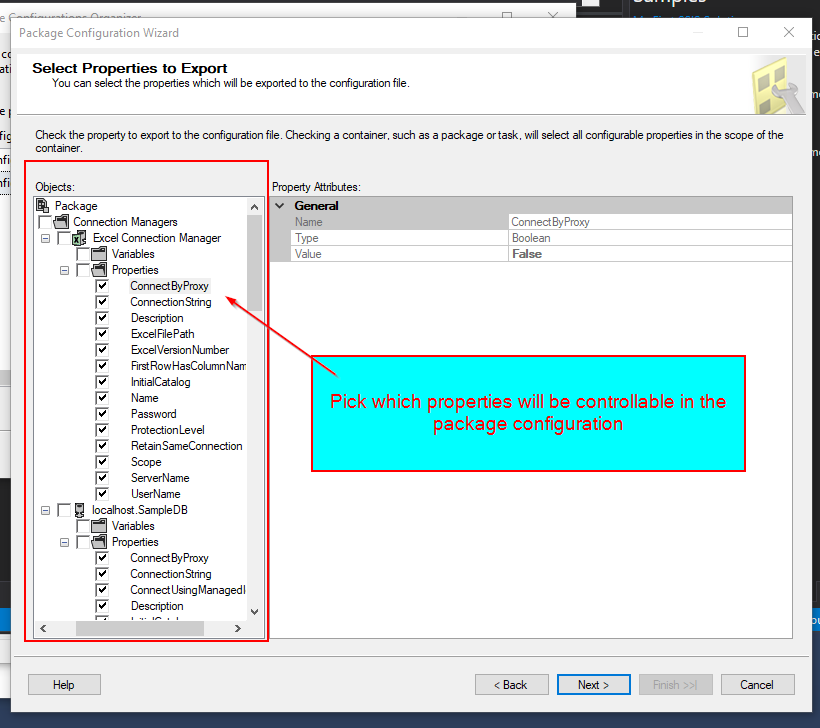 Samples
Package Configuration Wizard
Select Properties to Export
You can select the properties which will be exported to the configuration file.
Check the property to export to the configuration file. Checking a container, such as a package or task, will select all configurable properties in the scope of the
container.
Objects:
Package
Connection Managers
Excel Connection Manager
Variables
Properties
ConnectByProxy
ConnectionString
Description
ExcelFilePath
ExcelVersionNumber
FirstRowHasColumnNam
InitialCatalog
Name
Password
ProtectionLevel
RetainSameConnection
Scope
ServerName
UserName
localhost.SampleDB
Variables
Properties
ConnectByProxy
ConnectionString
ConnectUsingManagedI
Description
Property Attributes:
General
Name ConnectByProxy
Type Boolean
Value False
Pick which properties will be controllable in the
package configuration
Help
< Back
Next >
Finish >>|
Cancel